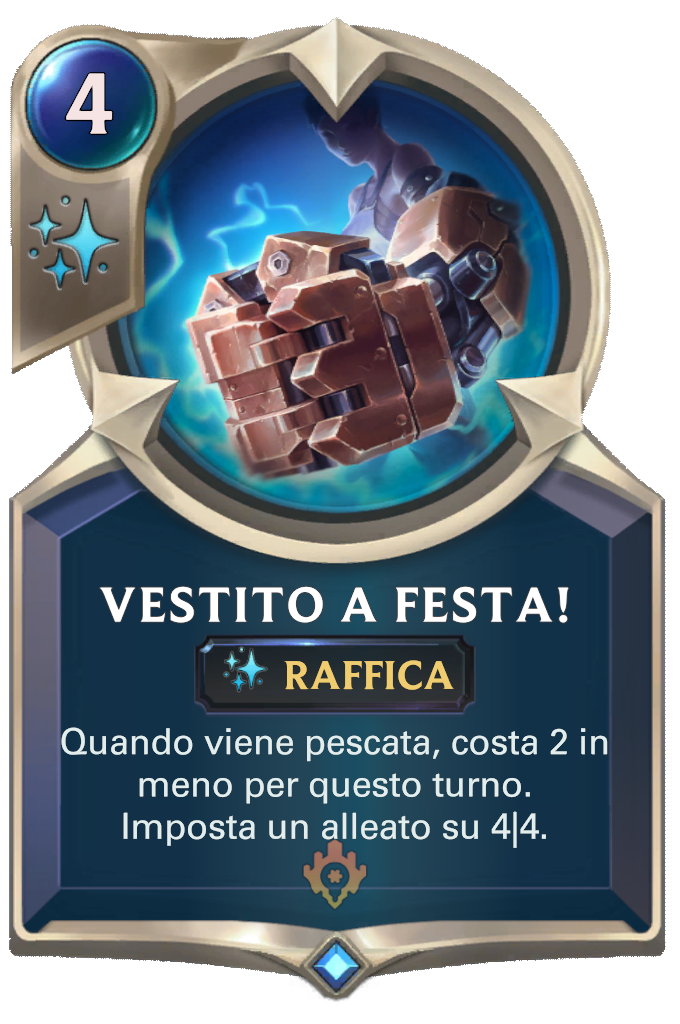 4
VESTITO A FESTA!
RAFFICA
Quando viene pescata, costa 2 in
meno per questo turno.
Imposta un alleato su 4|4.